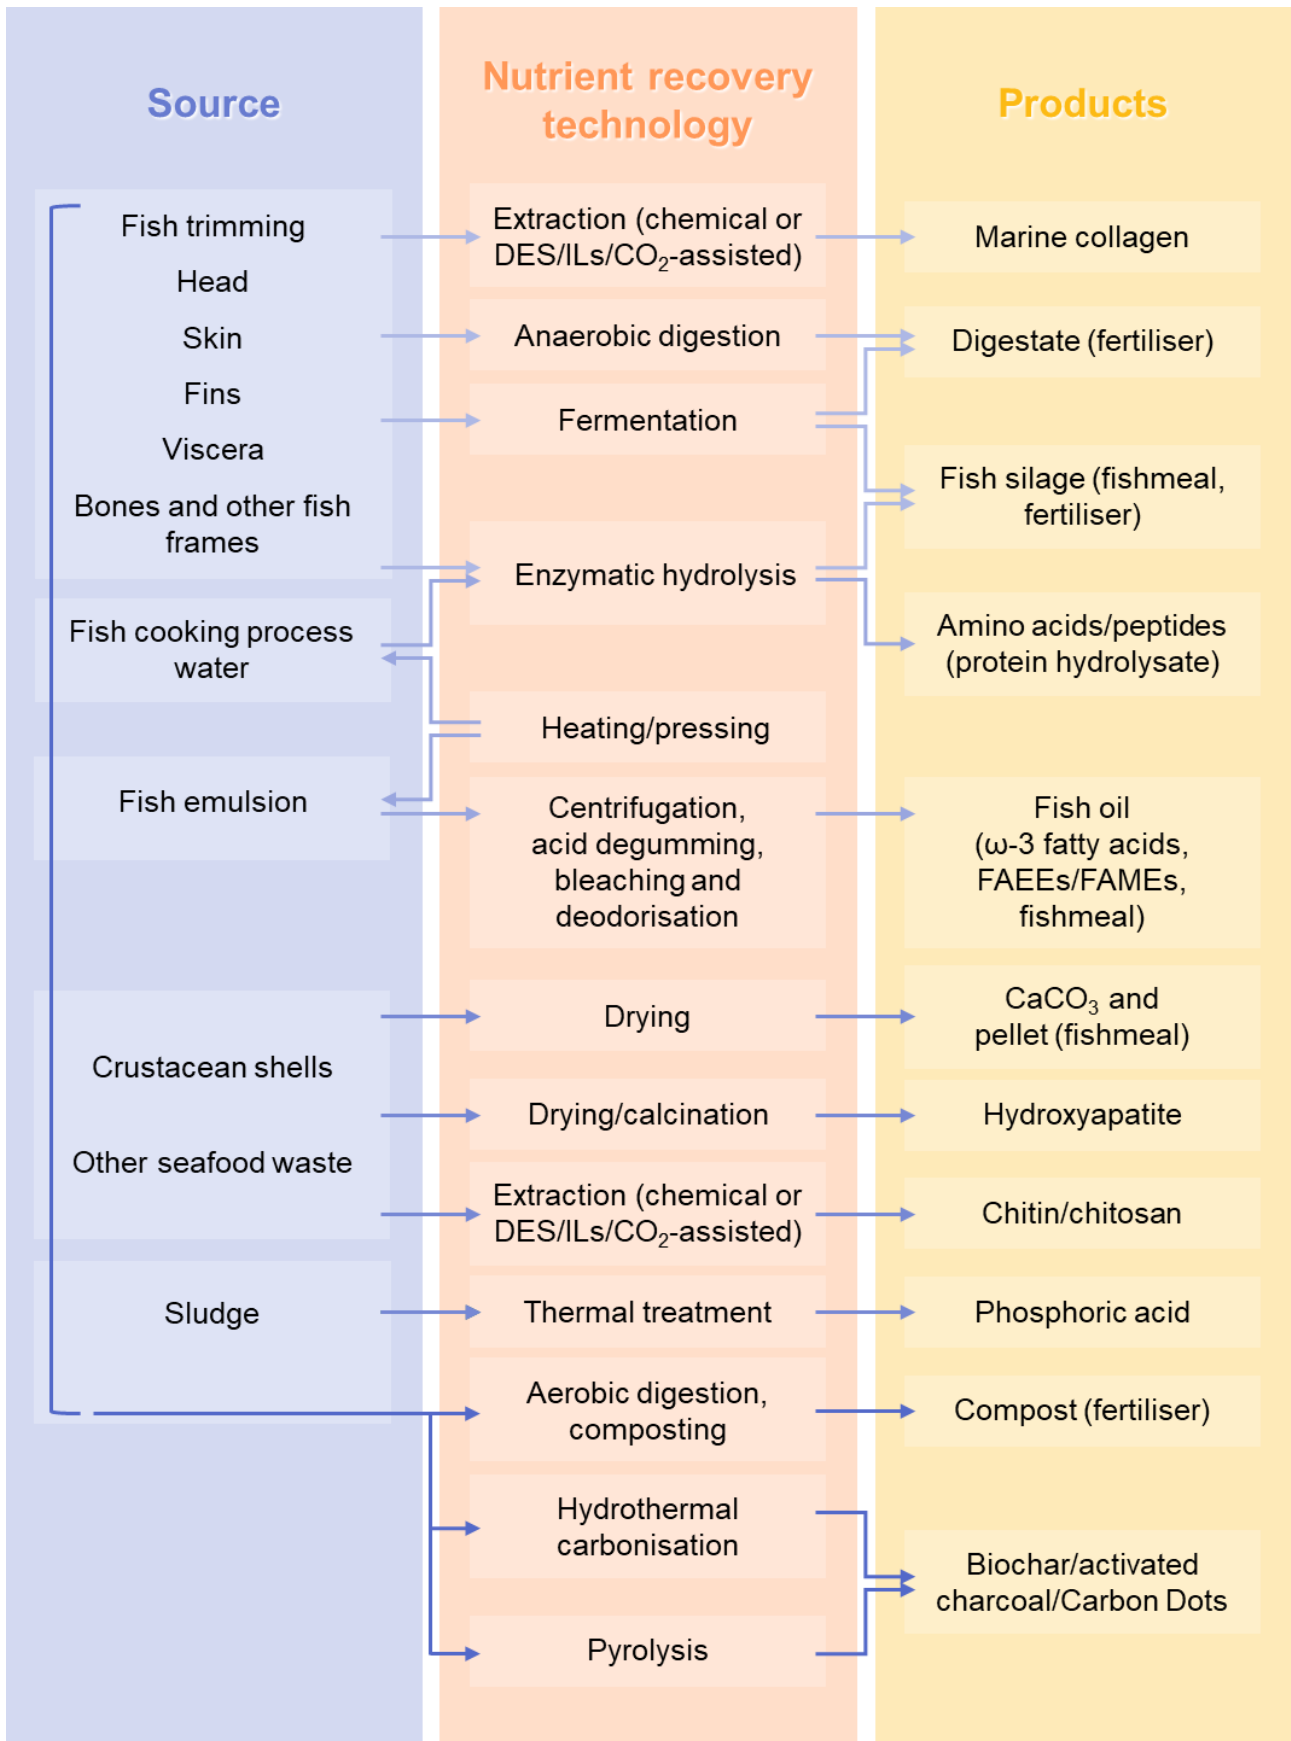 Source
Nutrient recovery
technology
Products
Fish trimming
Head
Skin
Fins
Viscera
Bones and other fish
frames
Fish cooking process
water
Fish emulsion
Crustacean shells
Other seafood waste
Sludge
Extraction (chemical or
DES/ILs/CO₂-assisted)
Anaerobic digestion
Fermentation
Enzymatic hydrolysis
Heating/pressing
Centrifugation,
acid degumming,
bleaching and
deodorisation
Drying
Drying/calcination
Extraction (chemical or
DES/ILs/CO₂-assisted)
Thermal treatment
Aerobic digestion,
composting
Hydrothermal
carbonisation
Pyrolysis
Marine collagen
Digestate (fertiliser)
Fish silage (fishmeal,
fertiliser)
Amino acids/peptides
(protein hydrolysate)
Fish oil
(ω-3 fatty acids,
FAEEs/FAMEs,
fishmeal)
CaCO₃ and
pellet (fishmeal)
Hydroxyapatite
Chitin/chitosan
Phosphoric acid
Compost (fertiliser)
Biochar/activated
charcoal/Carbon Dots